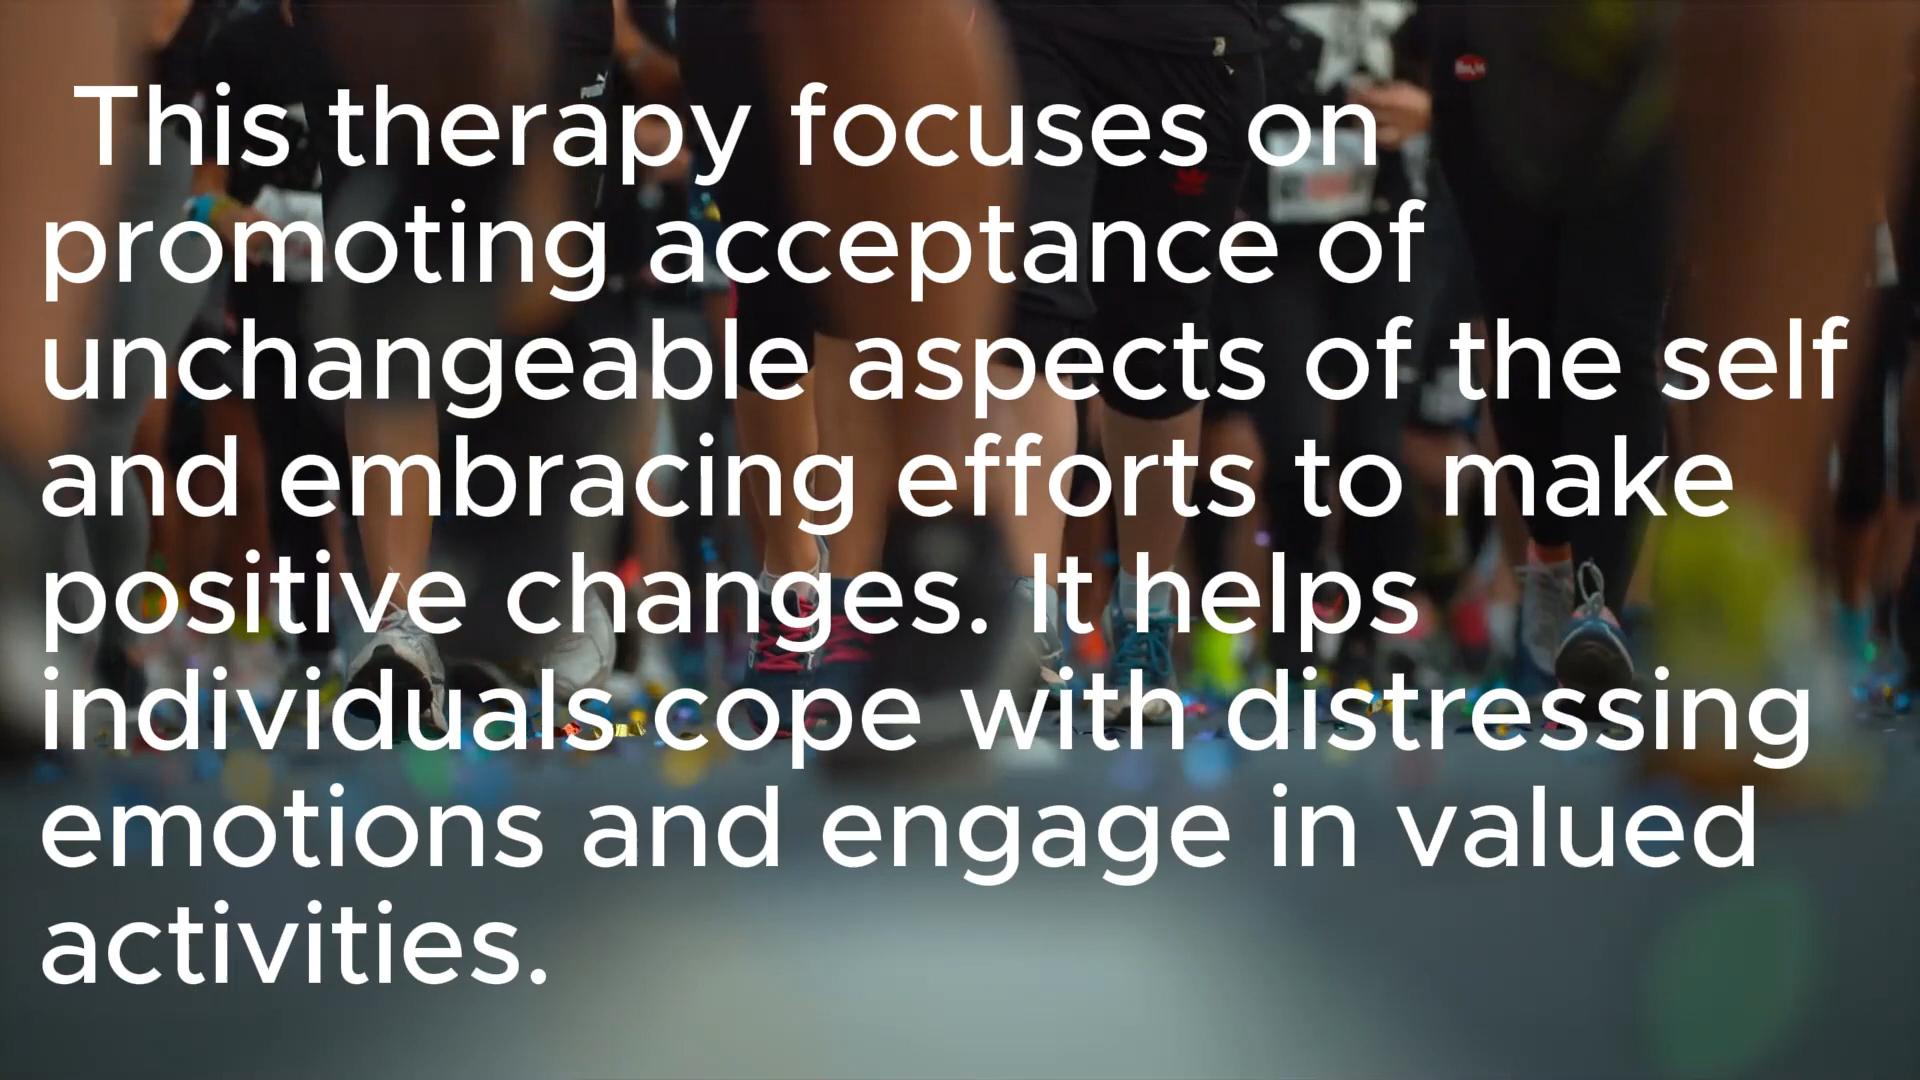 This therapy focuses on
promoting acceptance of
unchangeable aspects of the self
and embracing efforts to make
positive changes. It helps
individuals cope with distressing
emotions and engage in valued
activities.